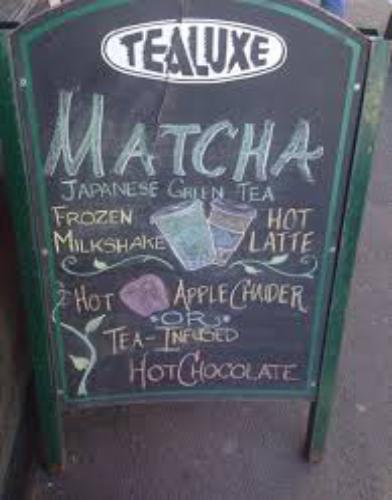 TEALUXE
MATCHA
JAPANESE GREEN TEA
FROZEN HOT
MILKSHAKE LATTE
HOT APPLE CHAIDER
*OR*
TEA-INFUSED
HOT CHOCOLATE